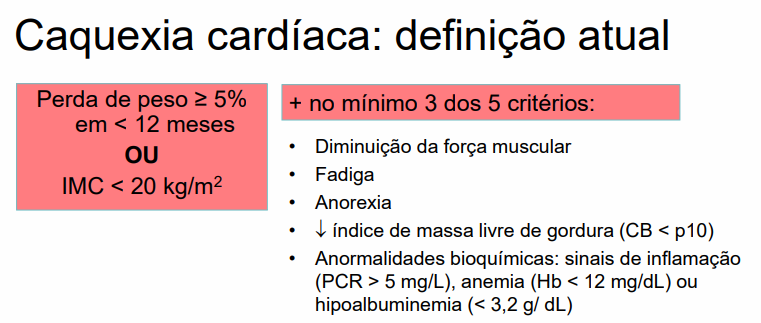 Caquexia cardíaca: definição atual
Perda de peso ≥ 5%
em < 12 meses
OU
IMC < 20 kg/m²
+ no mínimo 3 dos 5 critérios:
• Diminuição da força muscular
• Fadiga
• Anorexia
• ↓ índice de massa livre de gordura (CB < p10)
• Anormalidades bioquímicas: sinais de inflamação
(PCR > 5 mg/L), anemia (Hb < 12 mg/dL) ou
hipoalbuminemia (< 3,2 g/ dL)